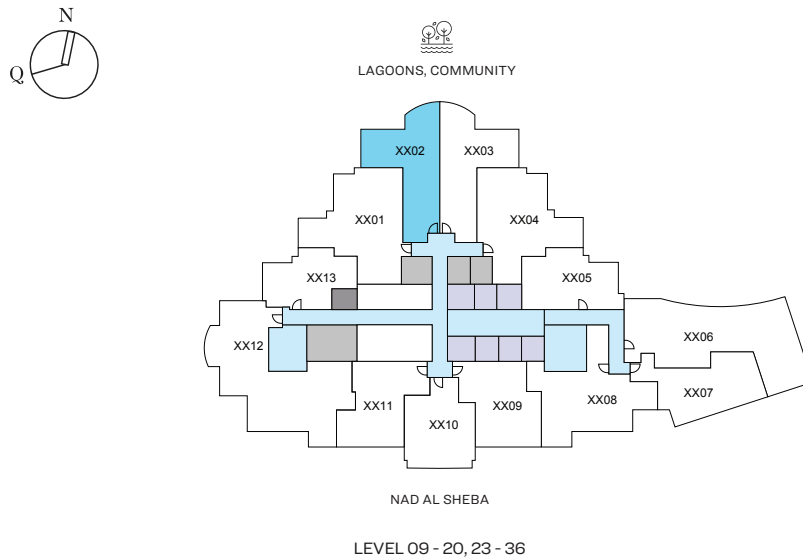 N
Q
LAGOONS, COMMUNITY
XX02
XX03
XX01
XX04
XX13
XX05
XX06
XX12
XX07
XX11
XX10
XX09
XX08
NAD AL SHEBA
LEVEL 09 - 20, 23 - 36